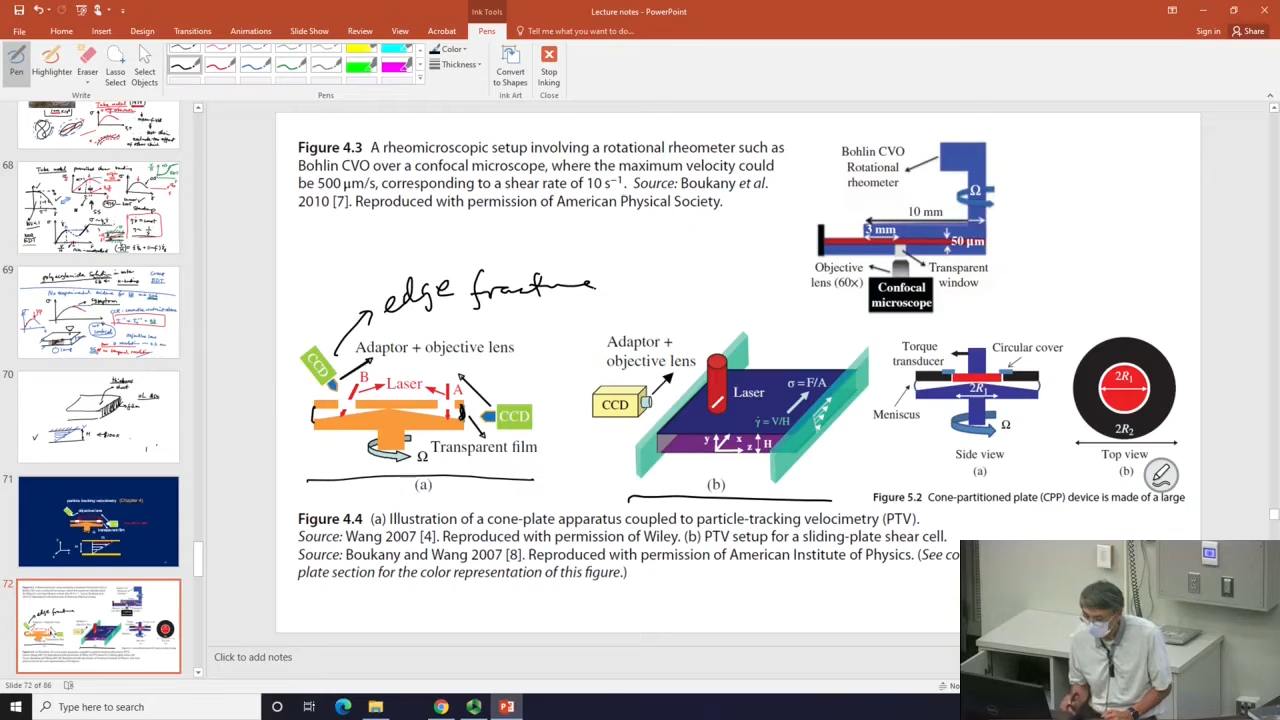 Ink Tools
Lecture notes - PowerPoint
File
Home
Insert
Design
Transitions
Animations
Slide Show
Review
View
Acrobat
Pens
Tell me what you want to do...
Sign in
Share
Pen
Highlighter
Eraser
Lasso
Select
Select
Objects
Color
Thickness
Convert
to Shapes
Stop
Inking
Write
Pens
Ink Art
Close
68
69
70
71
72
Figure 4.3 A rheomicroscopic setup involving a rotational rheometer such as
Bohlin CVO over a confocal microscope, where the maximum velocity could
be 500 μm/s, corresponding to a shear rate of 10 s⁻¹. Source: Boukany et al.
2010 [7]. Reproduced with permission of American Physical Society.
Bohlin CVO
Rotational
rheometer
Ω
10 mm
3 mm
50 μm
Objective
lens (60×)
Transparent
window
Confocal
microscope
edge fracture
CCD
Adaptor + objective lens
B
Laser
A
CCD
Transparent film
Ω
(a)
Adaptor +
objective lens
CCD
Laser
σ = F/A
γ̇ = V/H
y
x
z
H
(b)
Torque
transducer
Circular cover
2R₁
Meniscus
Ω
Side view
(a)
2R₁
2R₂
Top view
(b)
Figure 5.2 Cone-partitioned plate (CPP) device is made of a large
Figure 4.4 (a) Illustration of a cone-plate apparatus coupled to particle-tracking velocimetry (PTV).
Source: Wang 2007 [4]. Reproduced with permission of Wiley. (b) PTV setup for a sliding-plate shear cell.
Source: Boukany and Wang 2007 [8]. Reproduced with permission of American Institute of Physics. (See co
plate section for the color representation of this figure.)
Click to add notes
Slide 72 of 86
Type here to search